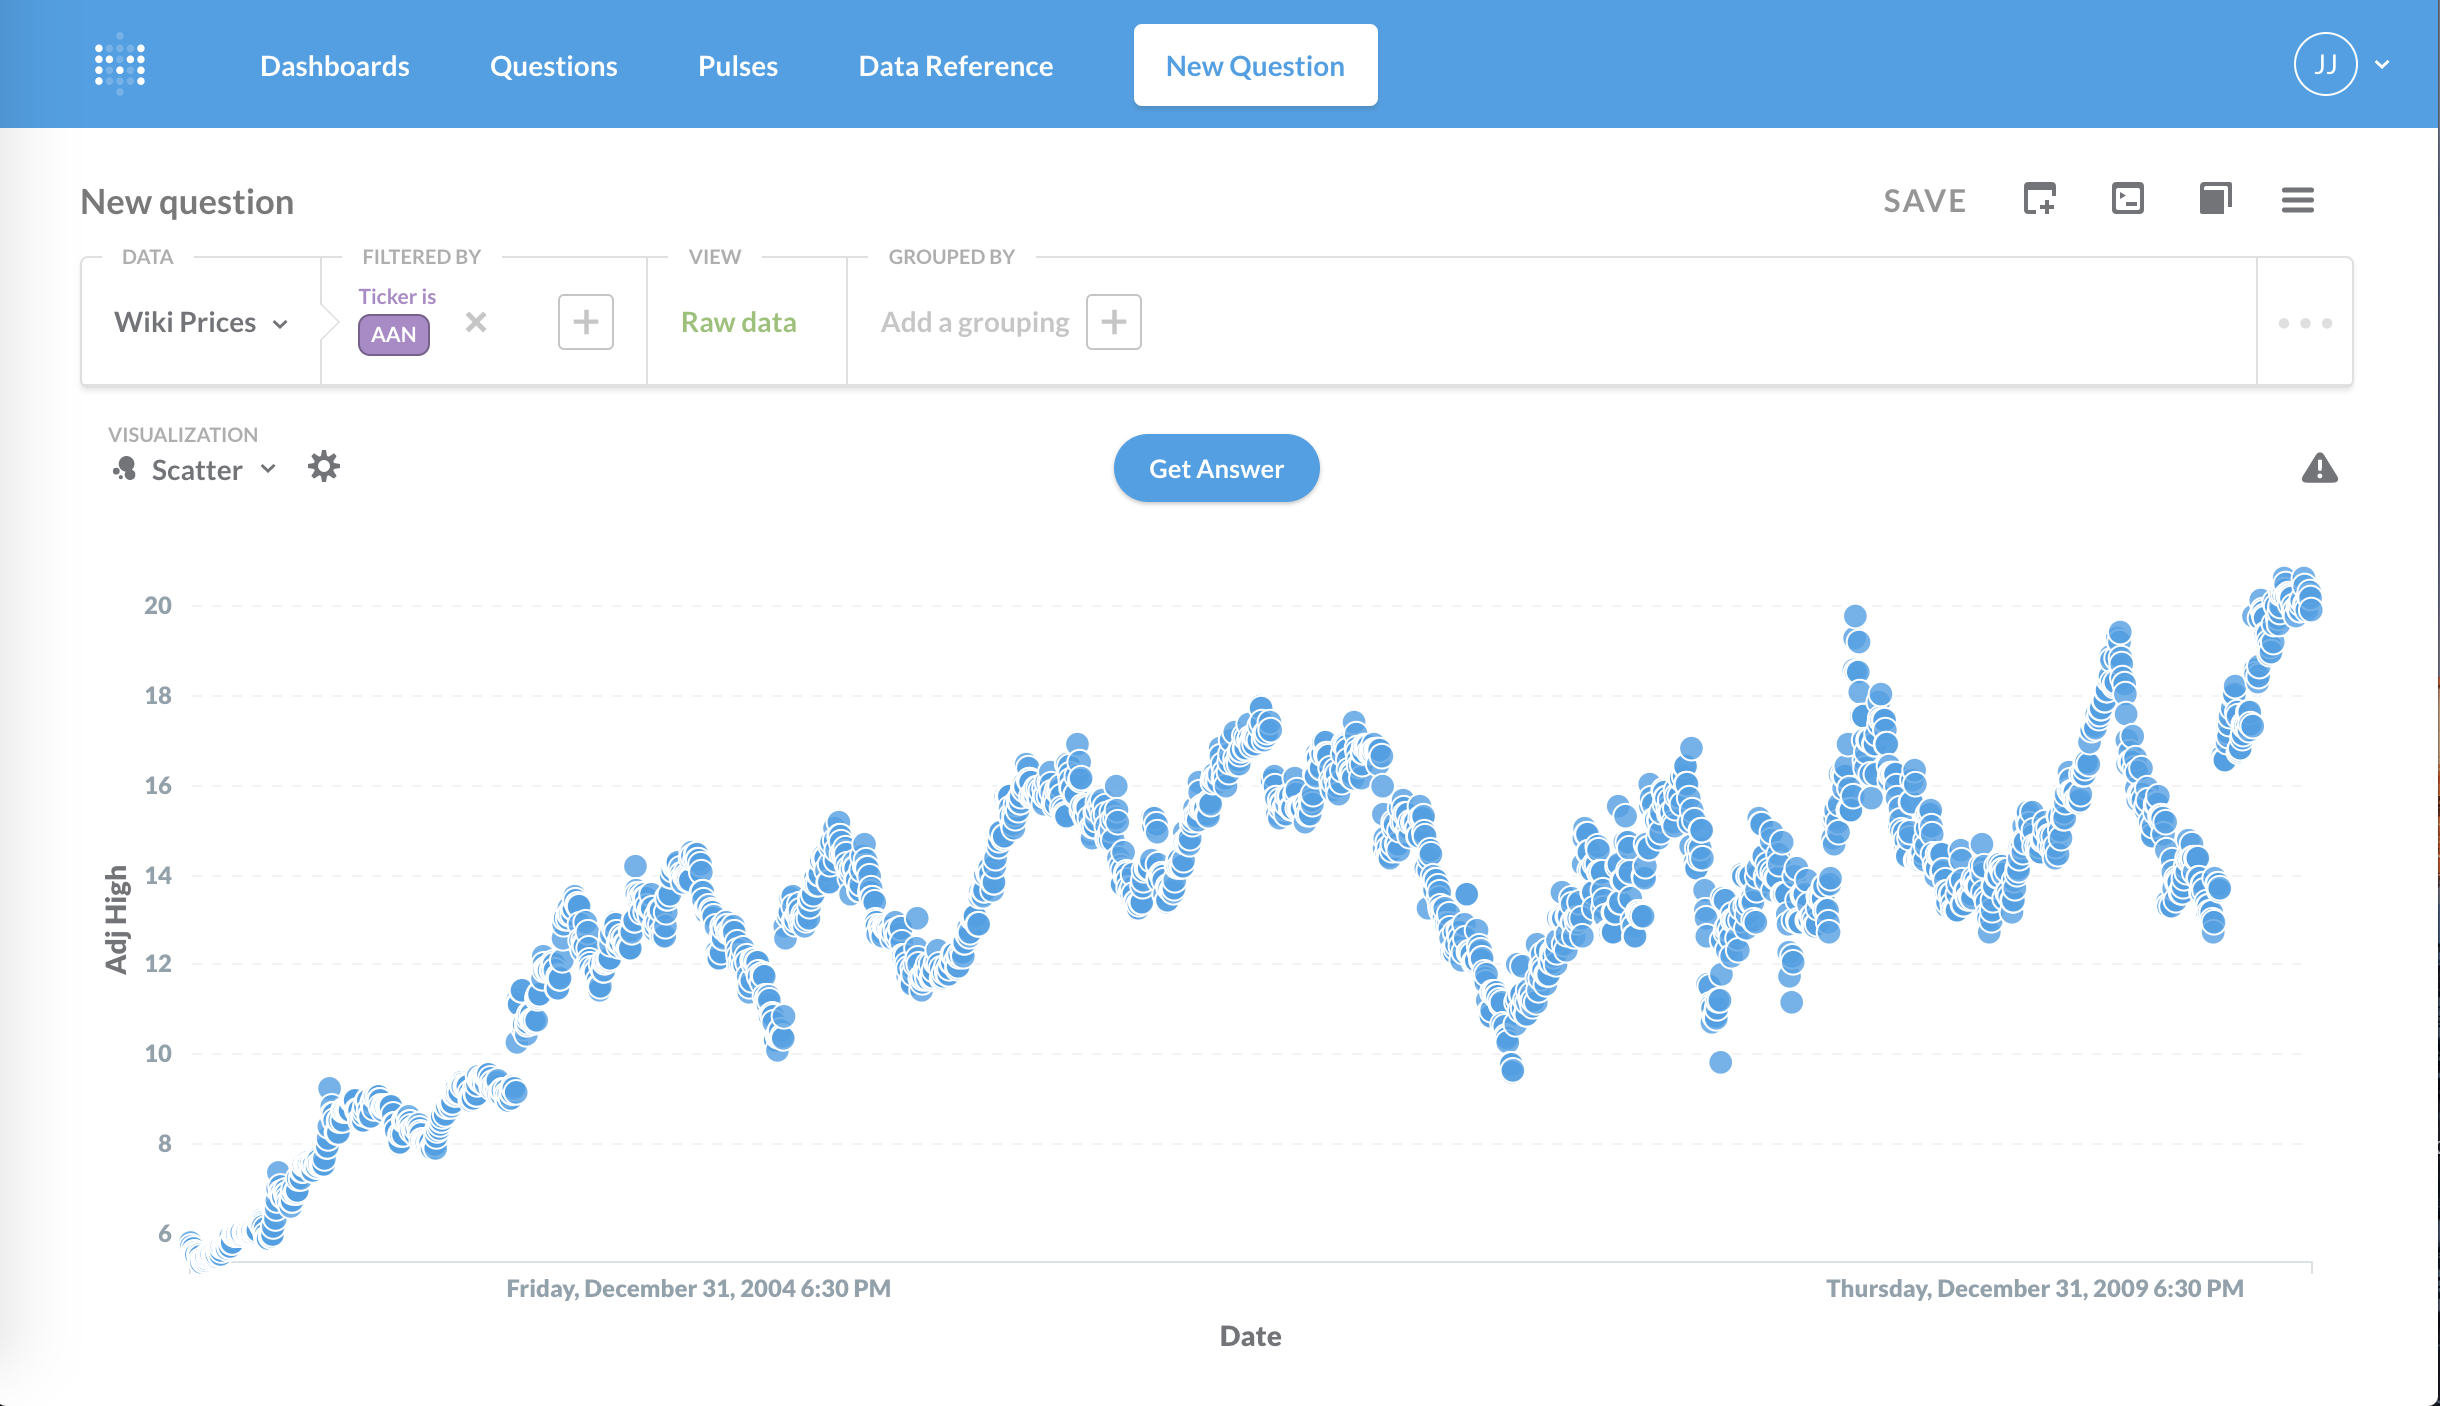 Dashboards Questions Pulses Data Reference New Question JJ
New question SAVE
DATA FILTERED BY VIEW GROUPED BY
Wiki Prices Ticker is AAN Raw data Add a grouping
VISUALIZATION
Scatter Get Answer
20
18
16
14
12
10
8
6
Adj High
Friday, December 31, 2004 6:30 PM Thursday, December 31, 2009 6:30 PM
Date